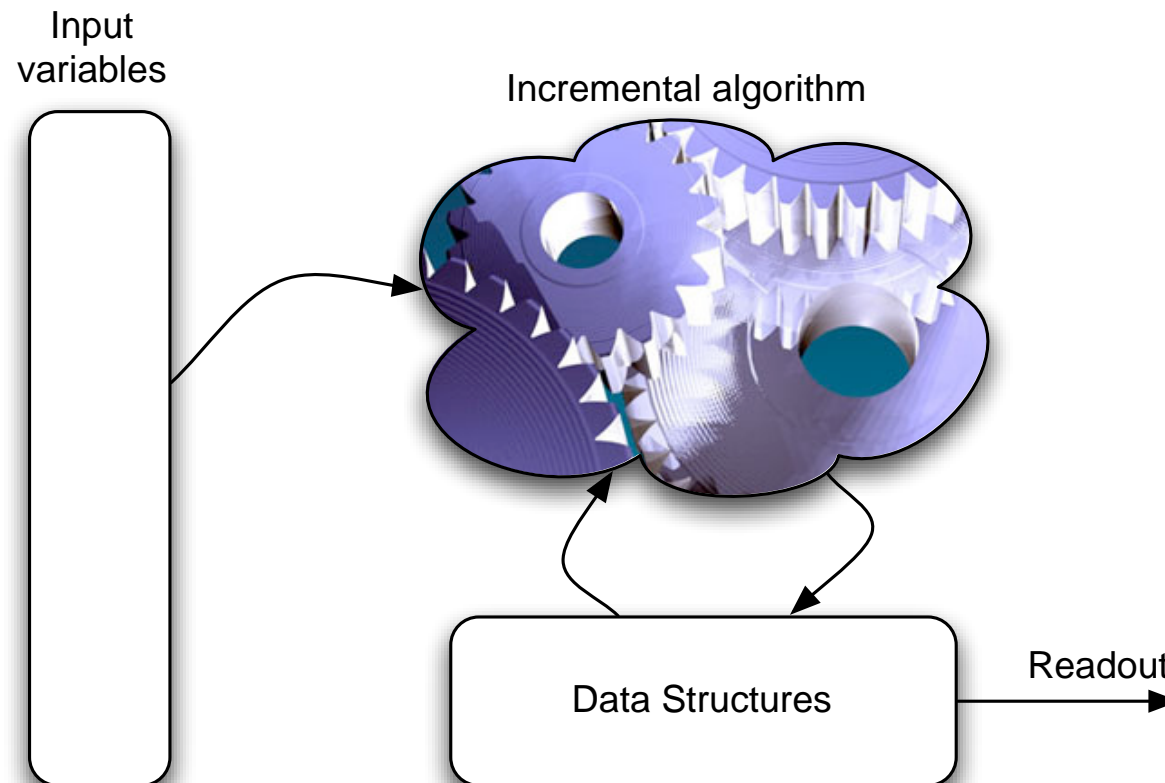 Input
variables
Incremental algorithm
Data Structures
Readout